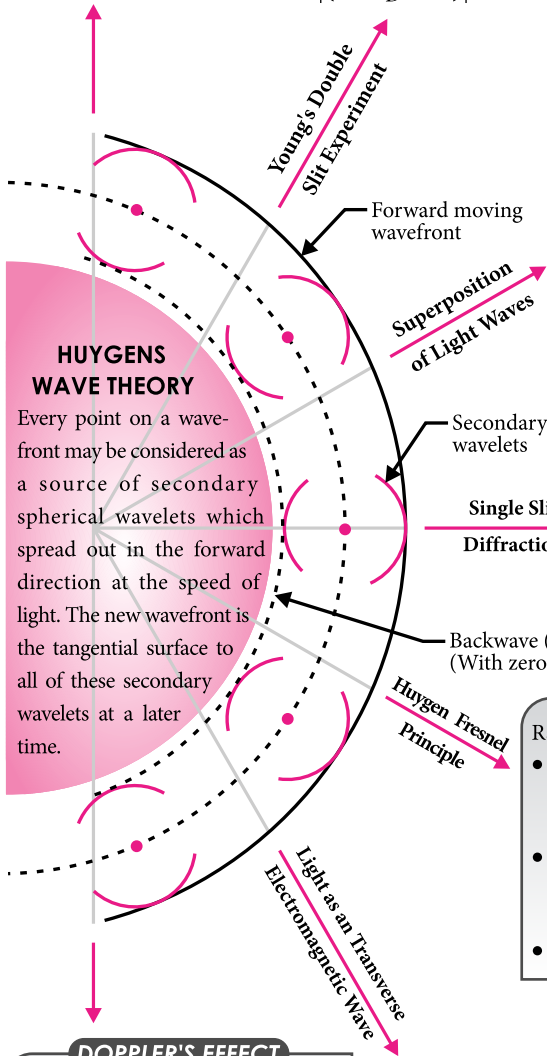 Young's Double
Slit Experiment
Forward moving
wavefront
Superposition
of Light Waves
HUYGENS
WAVE THEORY
Every point on a wave-
front may be considered as
a source of secondary
spherical wavelets which
spread out in the forward
direction at the speed of
light. The new wavefront is
the tangential surface to
all of these secondary
wavelets at a later
time.
Secondary
wavelets
Single Sli
Diffractio
Backwave (
(With zero
Huygen Fresnel
Principle
R
Light as an Transverse
Electromagnetic Wave
DOPPLER'S EFFECT